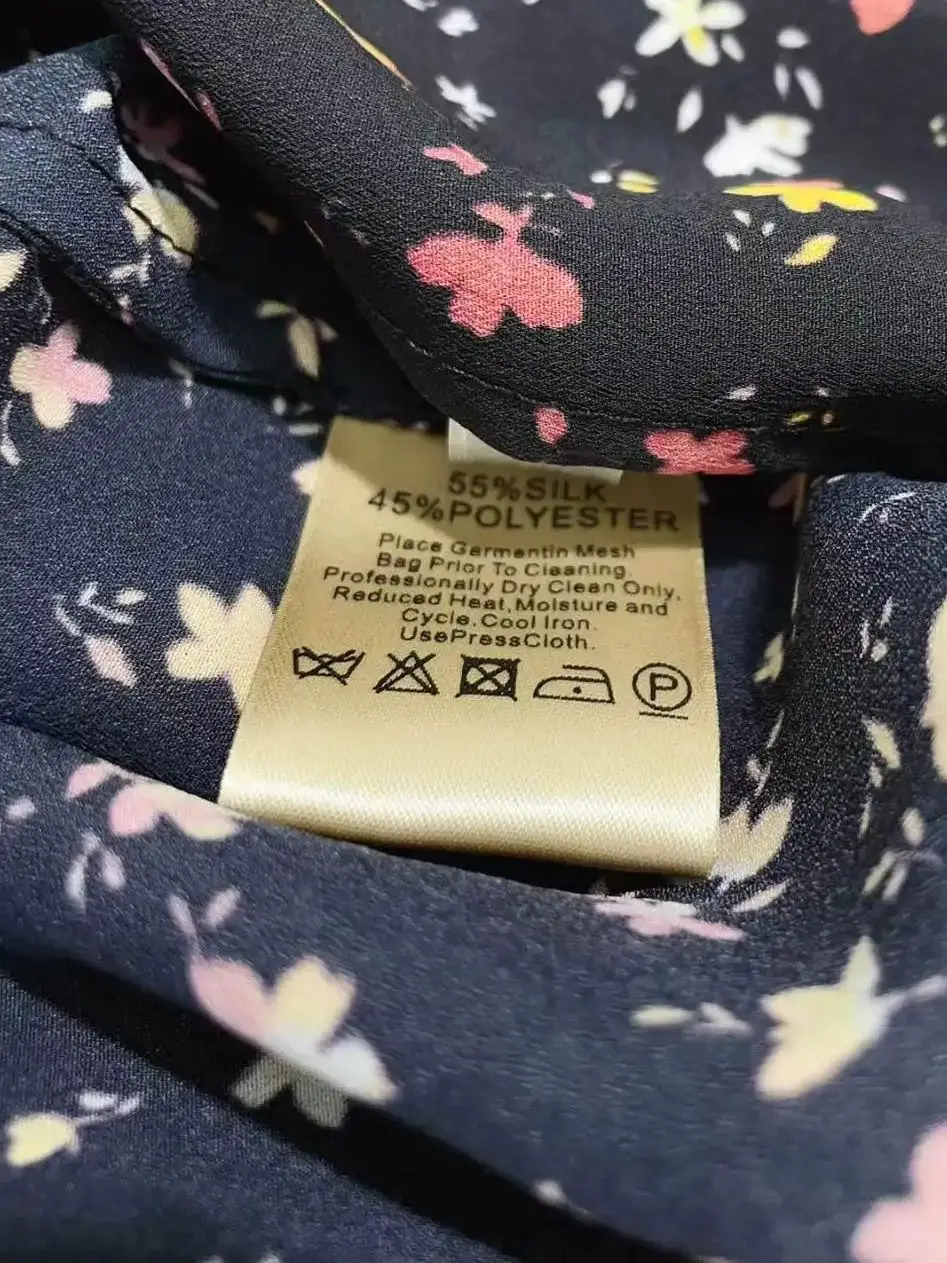 55%SILK
45%POLYESTER
Place Garmentin Mesh
Bag Prior To Cleaning.
Professionally Dry Clean Only.
Reduced Heat,Moisture and
Cycle.Cool Iron.
UsePressCloth.
P